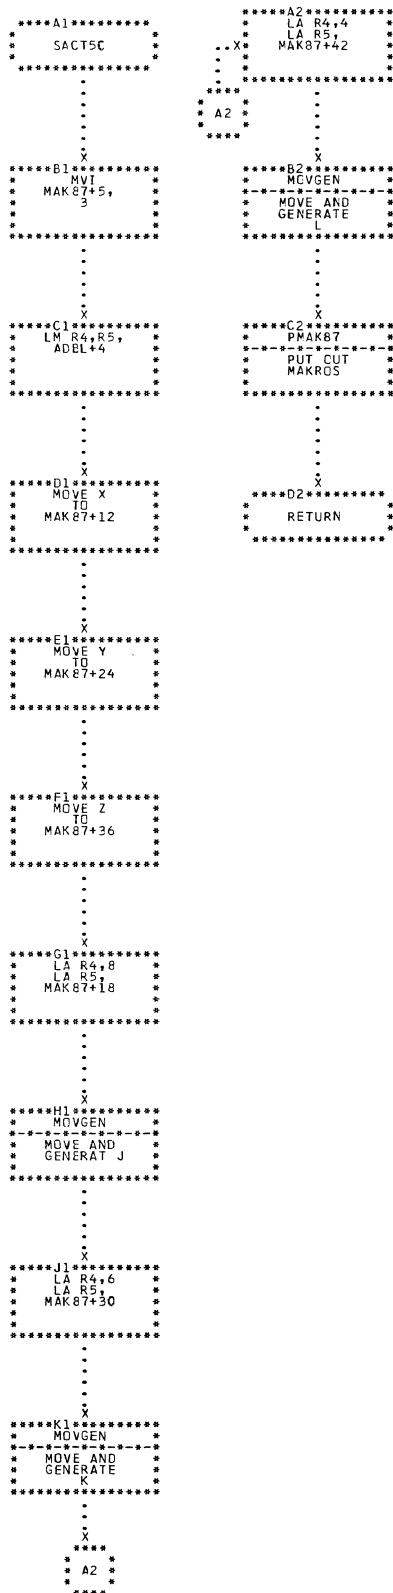 A1
SACT5C
B1
MVI
MAK87+5,
3
C1
LM R4,R5,
ADBL+4
D1
MOVE X
TO
MAK87+12
E1
MOVE Y
TO
MAK87+24
F1
MOVE Z
TO
MAK87+36
G1
LA R4,8
LA R5,
MAK87+18
H1
MOVGEN
MOVE AND
GENERAT J
J1
LA R4,6
LA R5,
MAK87+30
K1
MOVGEN
MOVE AND
GENERATE
K
A2
A2
LA R4,4
LA R5,
MAK87+42
A2
B2
MOVGEN
MOVE AND
GENERATE
L
C2
PMAK87
PUT CUT
MAKROS
D2
RETURN